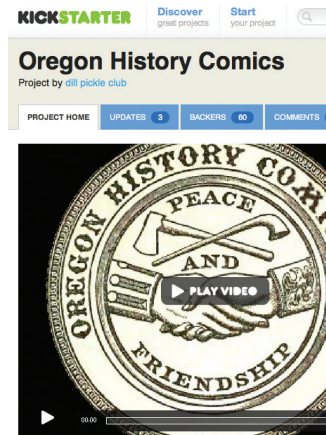 KICKSTARTER
Discover
great projects
Start
your project
Oregon History Comics
Project by dill pickle club
PROJECT HOME
UPDATES 3
BACKERS 60
COMMENTS
OREGON HISTORY CO
PEACE
AND
FRIENDSHIP
PLAY VIDEO
00:00